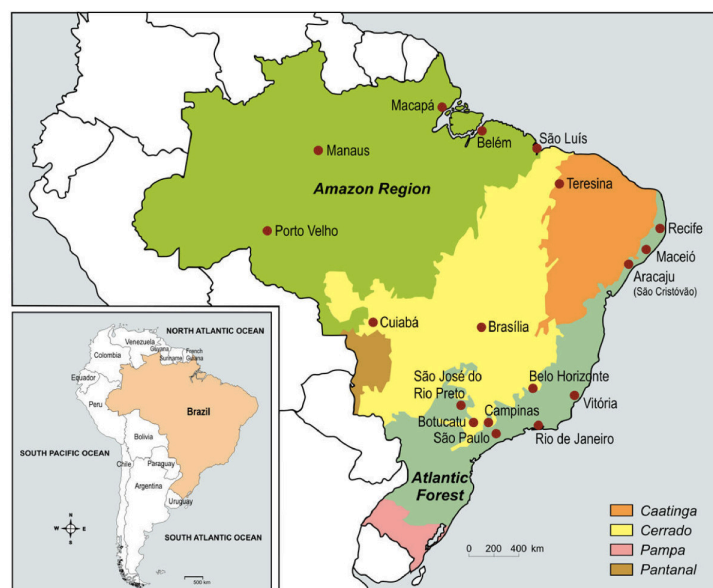 Macapá
Belém
São Luís
Manaus
Amazon Region
Teresina
Recife
Porto Velho
Maceió
Aracaju
(São Cristóvão)
Cuiabá
Brasília
São José do
Rio Preto
Belo Horizonte
Vitória
Botucatu
Campinas
São Paulo
Rio de Janeiro
Atlantic
Forest
Caatinga
Cerrado
Pampa
Pantanal
0 200 400 km
NORTH ATLANTIC OCEAN
Venezuela
Guyana
Suriname
French
Guiana
Colombia
Equador
Peru
Brazil
Bolivia
SOUTH PACIFIC OCEAN
Chile
Paraguay
Argentina
Uruguay
SOUTH ATLANTIC OCEAN
N
W
E
S
500 km